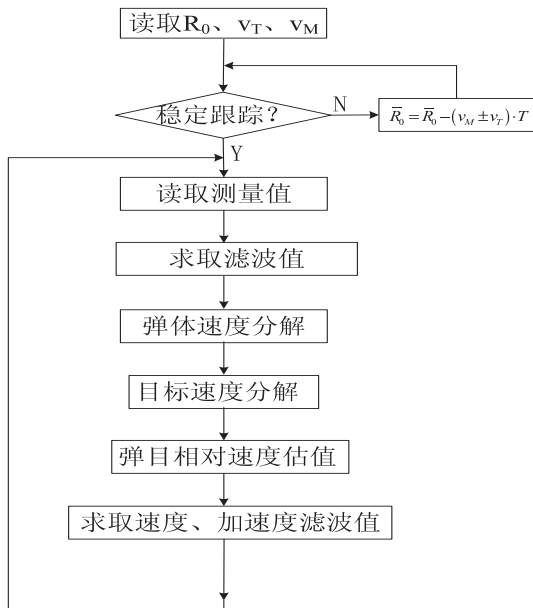 读取R₀、v_T、v_M
稳定跟踪？
N
R̄₀=R̄₀-(v_M±v_T)·T
Y
读取测量值
求取滤波值
弹体速度分解
目标速度分解
弹目相对速度估值
求取速度、加速度滤波值